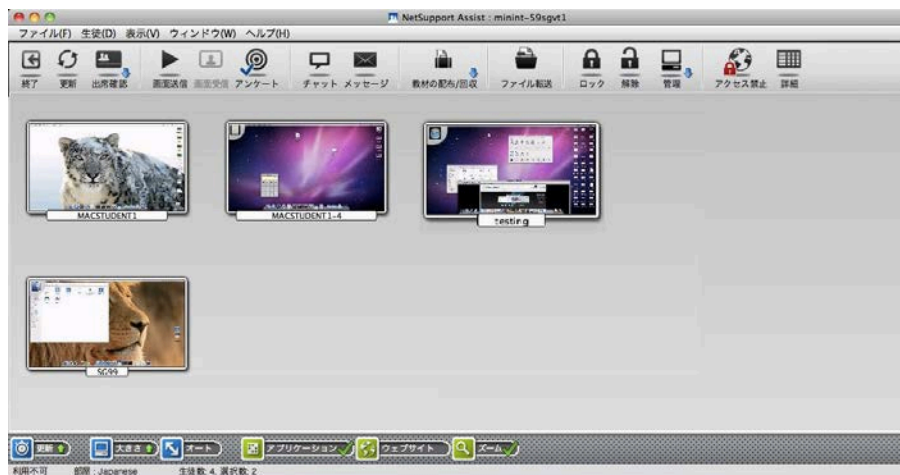 NetSupport Assist : minint-59sgvt1
ファイル(F) 生徒(D) 表示(V) ウィンドウ(W) ヘルプ(H)
終了 更新 出席確認 画面送信 画面受信 アンケート チャット メッセージ 教材の配布/回収 ファイル転送 ロック 解除 管理 アクセス禁止 詳細
MACSTUDENT1 MACSTUDENT1-4 testing
SG99
更新 大きさ オート アプリケーション ウェブサイト ズーム
利用不可 部屋 : Japanese 生徒数: 4, 選択数: 2